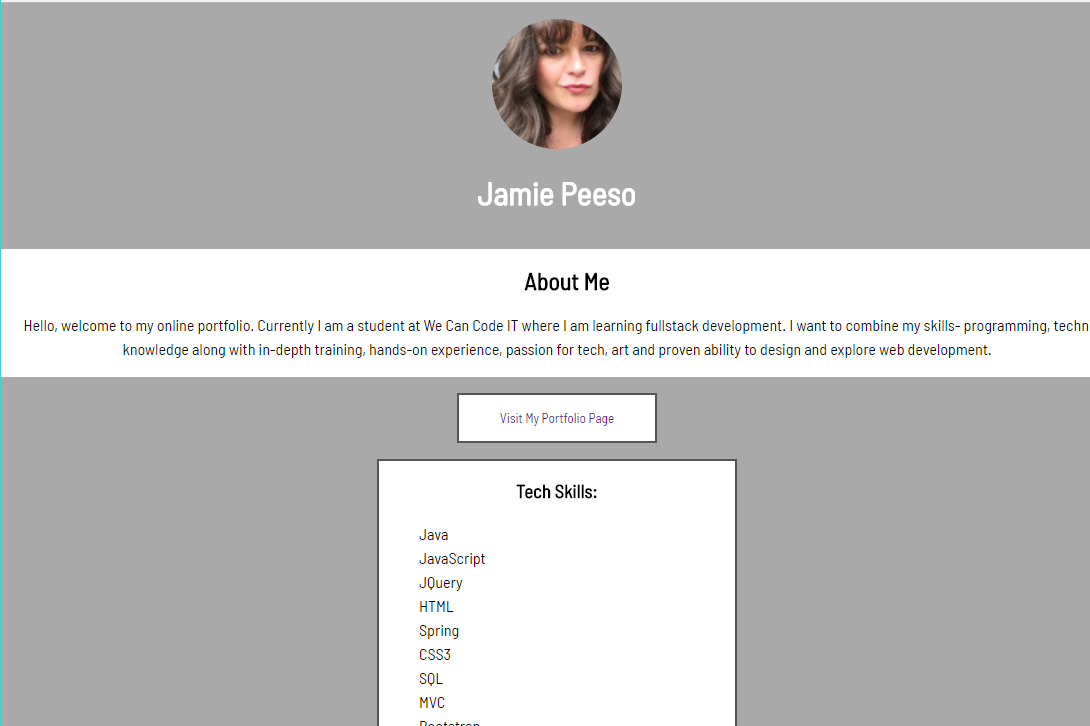 Jamie Peeso
About Me
Hello, welcome to my online portfolio. Currently I am a student at We Can Code IT where I am learning fullstack development. I want to combine my skills- programming,
knowledge along with in-depth training, hands-on experience, passion for tech, art and proven ability to design and explore web development.
Visit My Portfolio Page
Tech Skills:
Java
JavaScript
JQuery
HTML
Spring
CSS3
SQL
MVC